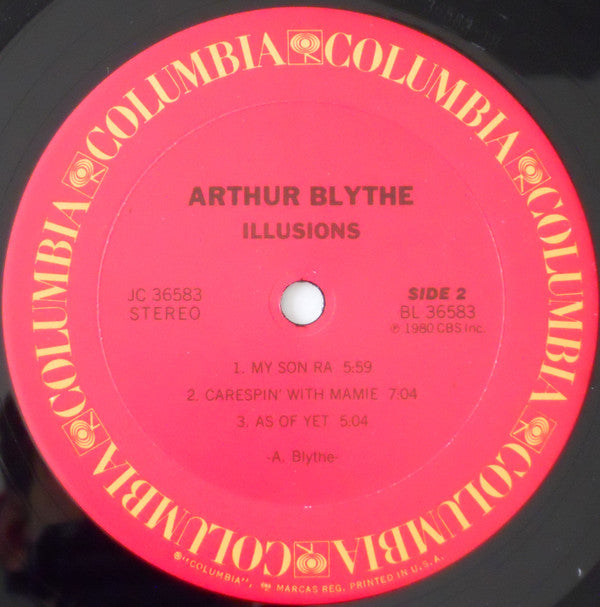 COLUMBIA COLUMBIA COLUMBIA COLUMBIA COLUMBIA COLUMBIA
ARTHUR BLYTHE
ILLUSIONS
JC 36583
STEREO
SIDE 2
BL 36583
℗ 1980 CBS Inc.
1. MY SON RA 5:59
2. CARESPIN' WITH MAMIE 7:04
3. AS OF YET 5:04
-A. Blythe-
®"COLUMBIA", MARCAS REG. PRINTED IN U.S.A.